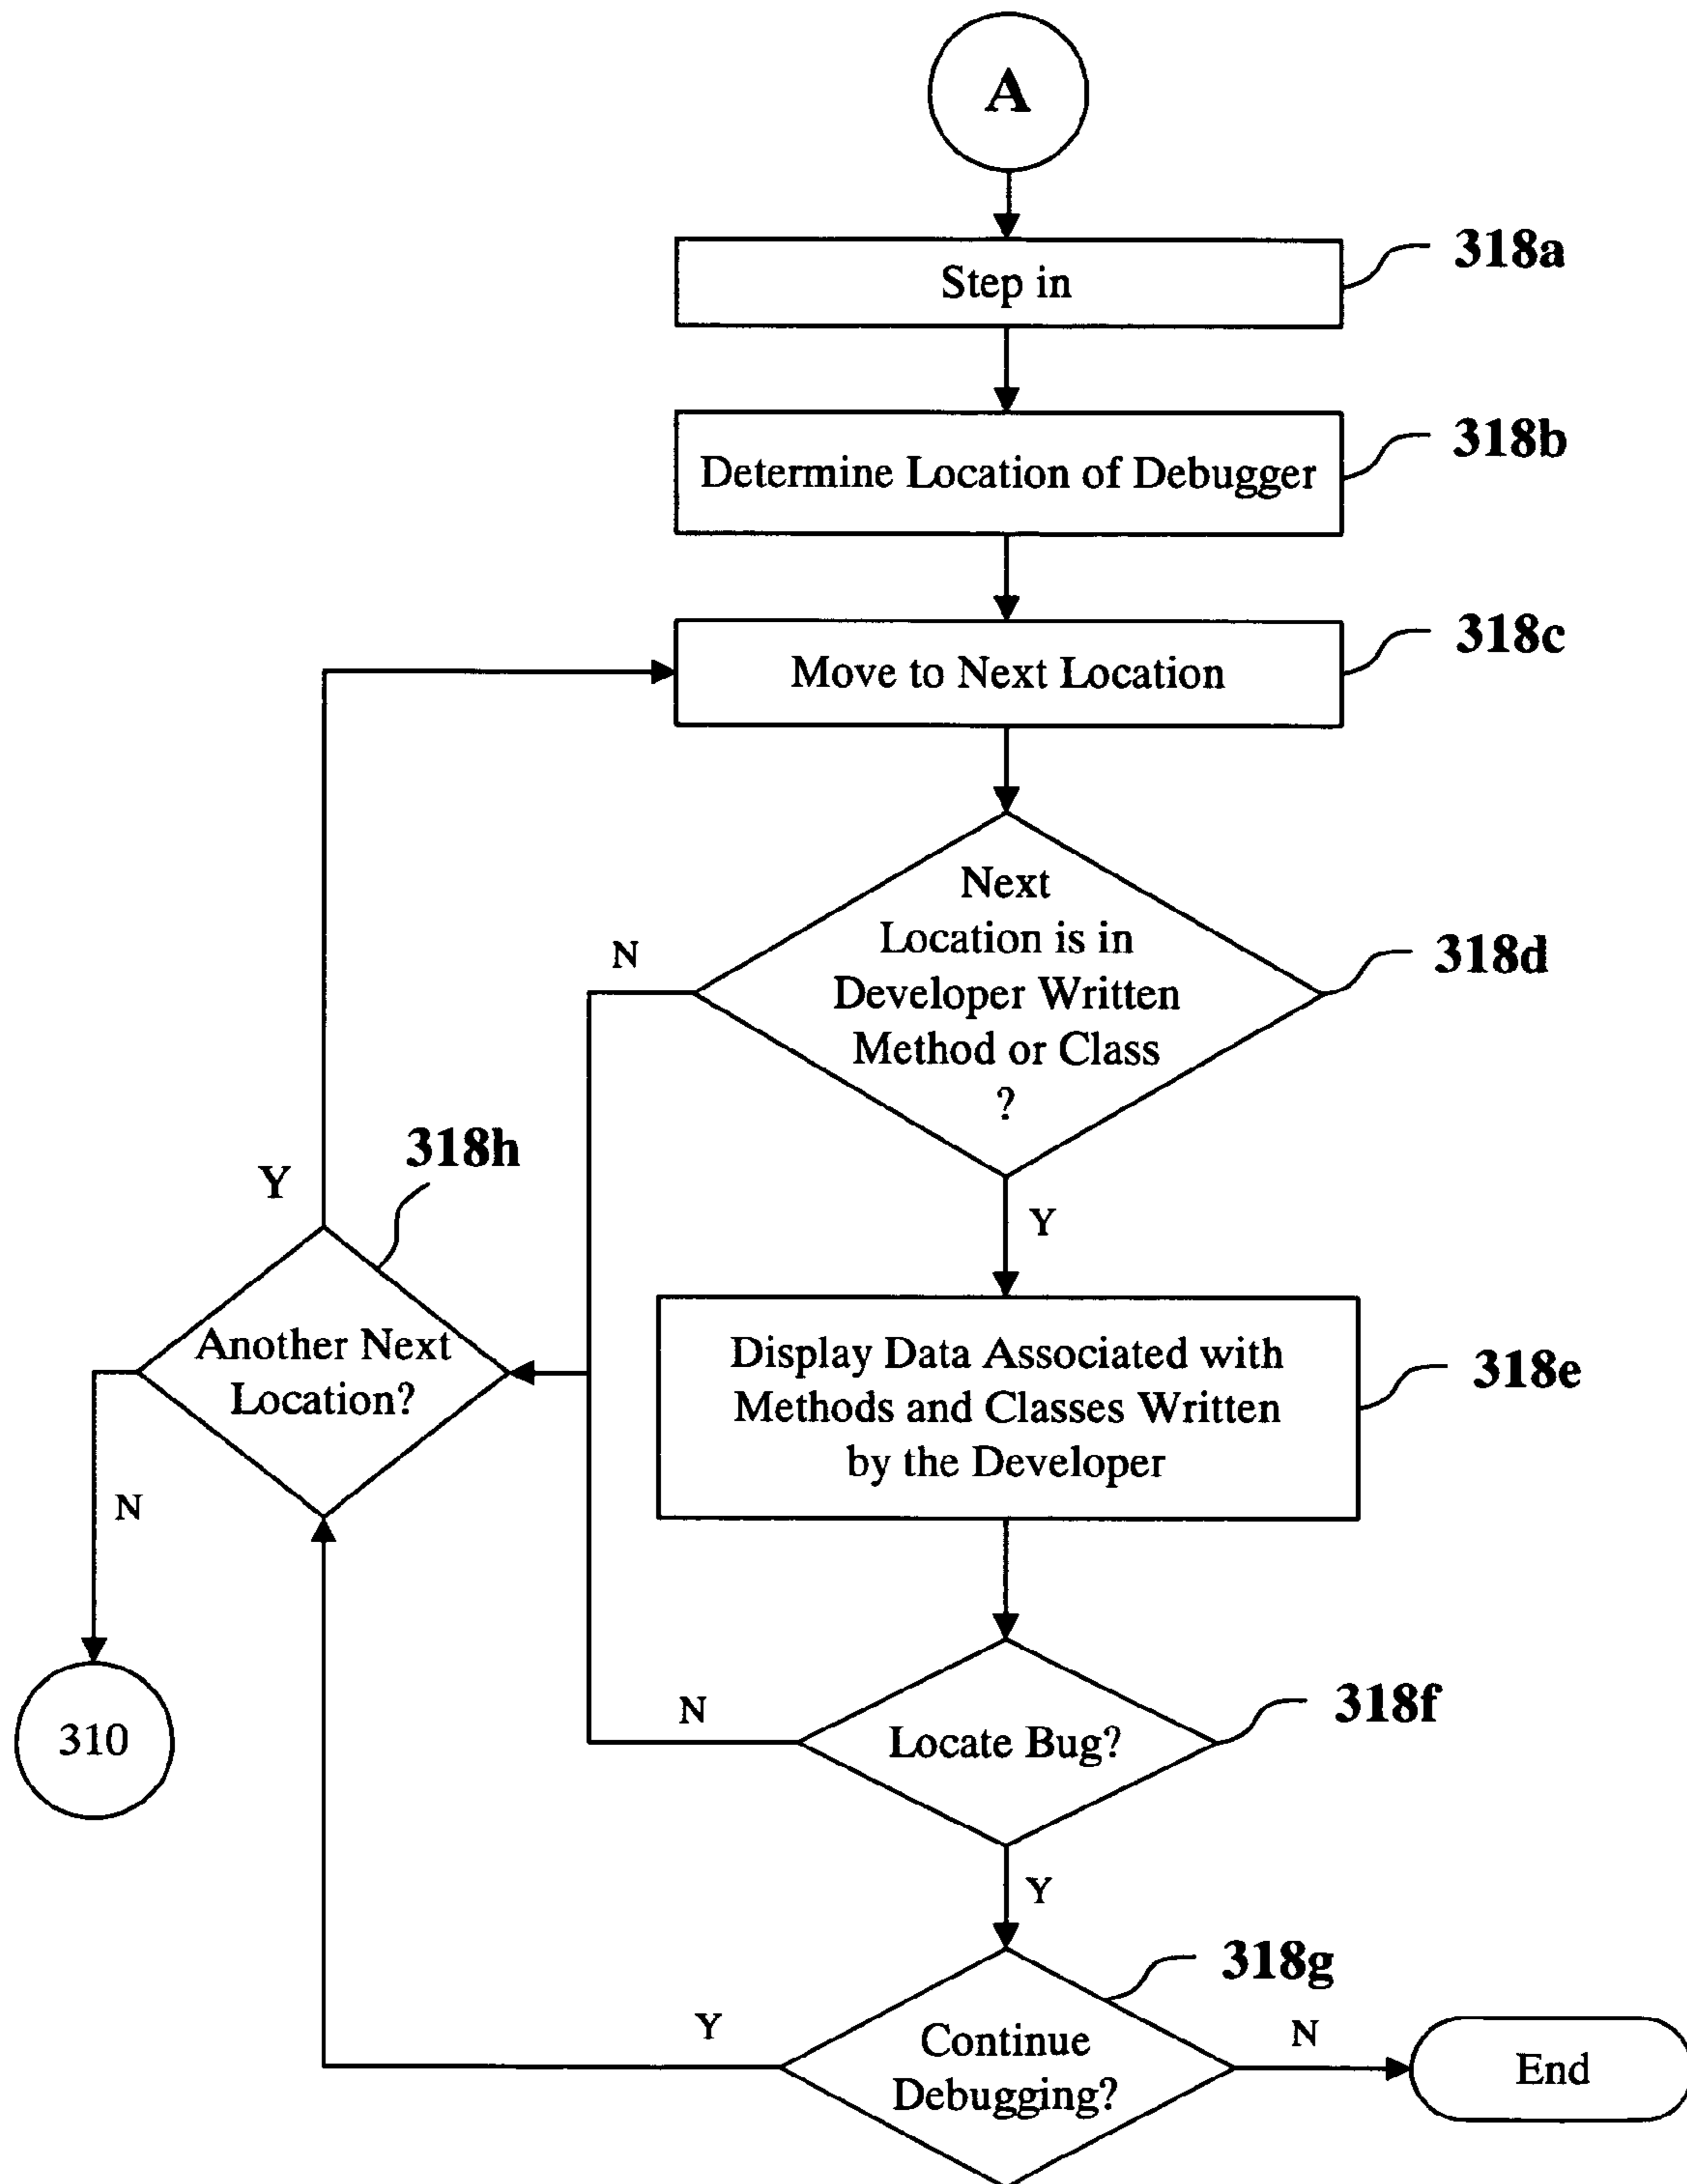 A
Step in
318a
Determine Location of Debugger
318b
Move to Next Location
318c
Next
Location is in
Developer Written
Method or Class
?
318d
N
Y
318h
Y
Another Next
Location?
N
Display Data Associated with
Methods and Classes Written
by the Developer
318e
310
Locate Bug?
318f
N
Y
318g
Continue
Debugging?
Y
N
End